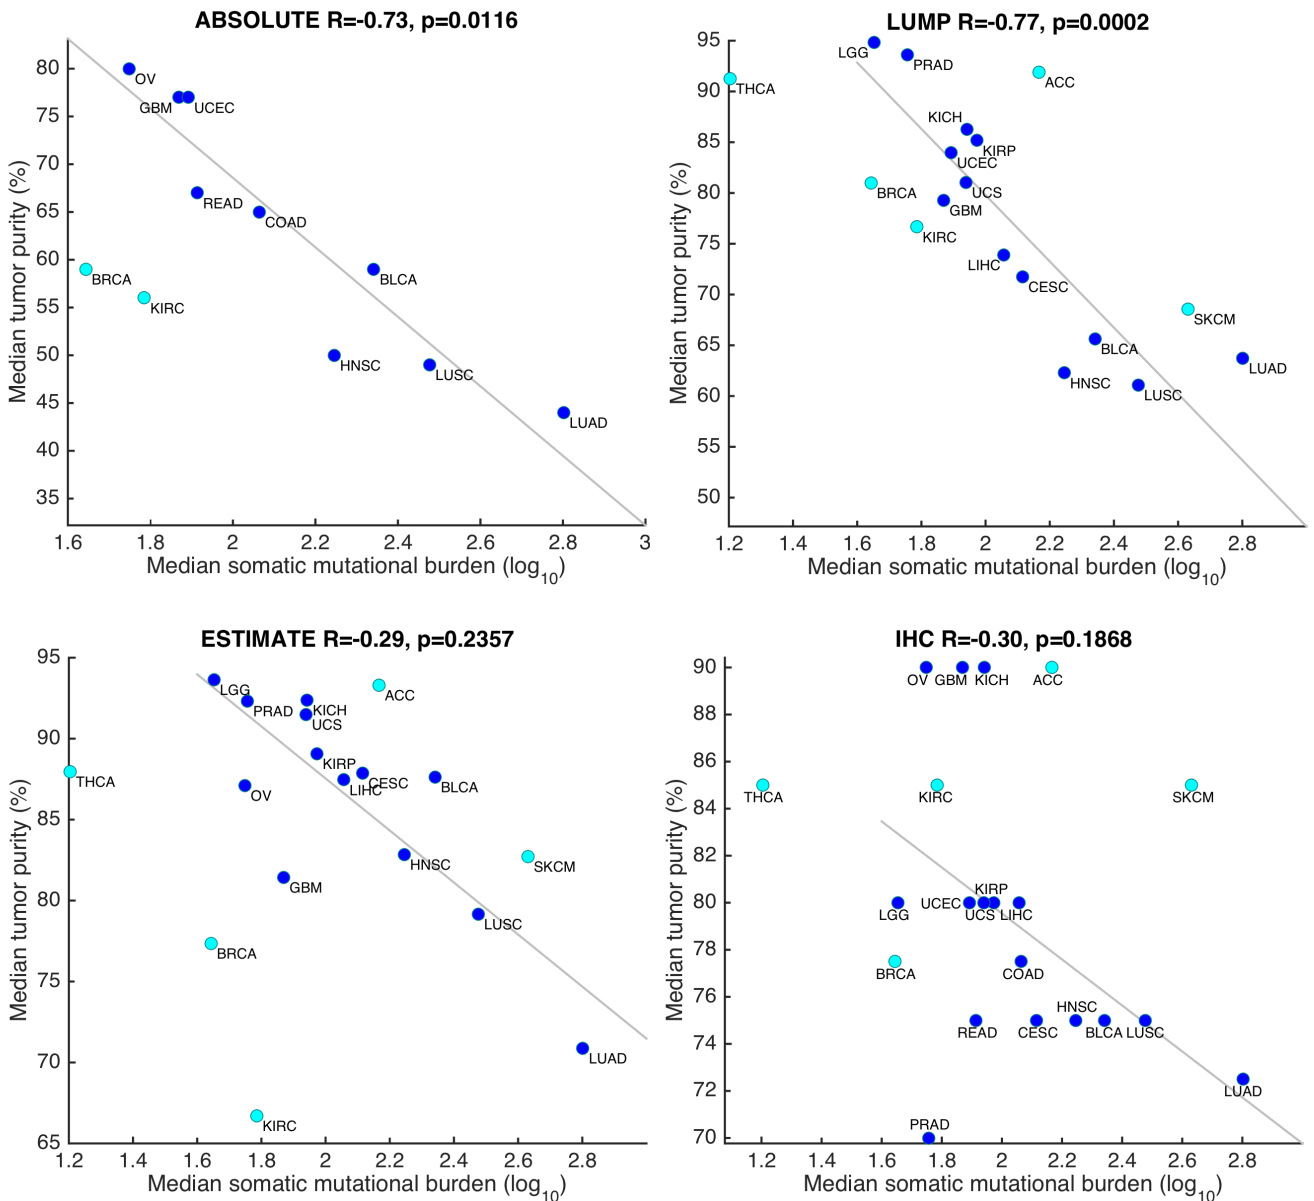 ABSOLUTE R=-0.73, p=0.0116
Median tumor purity (%)
80
75
70
65
60
55
50
45
40
35
OV
GBM
UCEC
READ
COAD
BRCA
BLCA
KIRC
HNSC
LUSC
LUAD
1.6
1.8
2
2.2
2.4
2.6
2.8
3
Median somatic mutational burden (log10)
LUMP R=-0.77, p=0.0002
Median tumor purity (%)
95
90
85
80
75
70
65
60
55
50
LGG
PRAD
THCA
ACC
KICH
KIRP
UCEC
BRCA
UCS
GBM
KIRC
LIHC
CESC
SKCM
BLCA
LUAD
HNSC
LUSC
1.2
1.4
1.6
1.8
2
2.2
2.4
2.6
2.8
Median somatic mutational burden (log10)
ESTIMATE R=-0.29, p=0.2357
Median tumor purity (%)
95
90
85
80
75
70
65
LGG
ACC
PRAD
KICH
UCS
KIRP
THCA
CESC
LIHC
BLCA
OV
HNSC
SKCM
GBM
LUSC
BRCA
LUAD
KIRC
1.2
1.4
1.6
1.8
2
2.2
2.4
2.6
2.8
Median somatic mutational burden (log10)
IHC R=-0.30, p=0.1868
Median tumor purity (%)
90
88
86
84
82
80
78
76
74
72
70
OV
GBM
KICH
ACC
THCA
KIRC
SKCM
KIRP
UCEC
LGG
UCS
LIHC
BRCA
COAD
HNSC
READ
CESC
BLCA
LUSC
LUAD
PRAD
1.2
1.4
1.6
1.8
2
2.2
2.4
2.6
2.8
Median somatic mutational burden (log10)